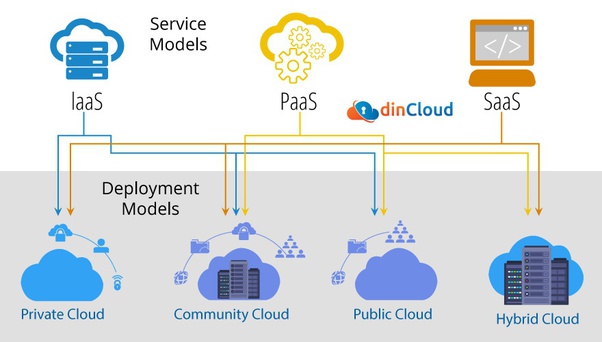 Service
Models
IaaS
PaaS
SaaS
</>
dinCloud
Deployment
Models
Private Cloud
Community Cloud
Public Cloud
Hybrid Cloud